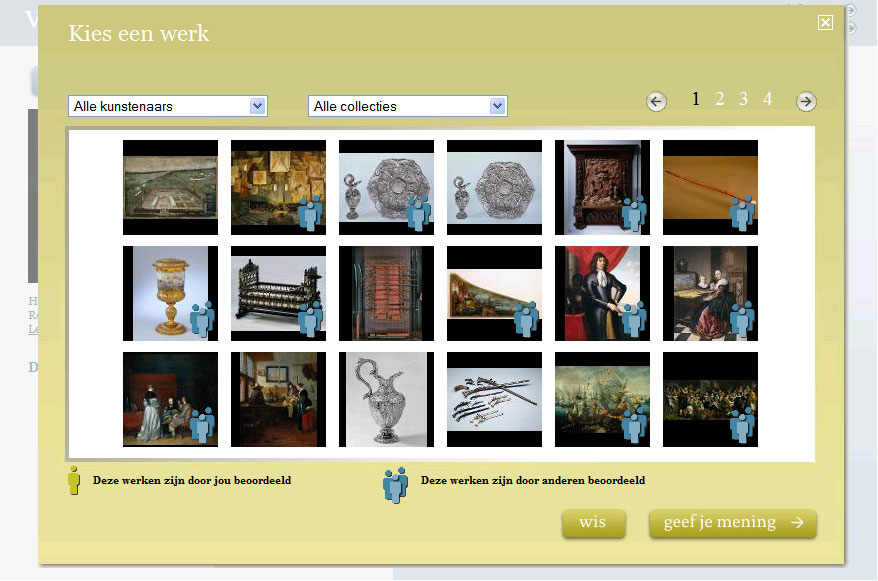 Kies een werk
Alle kunstenaars
Alle collecties
1 2 3 4
Deze werken zijn door jou beoordeeld
Deze werken zijn door anderen beoordeeld
wis
geef je mening